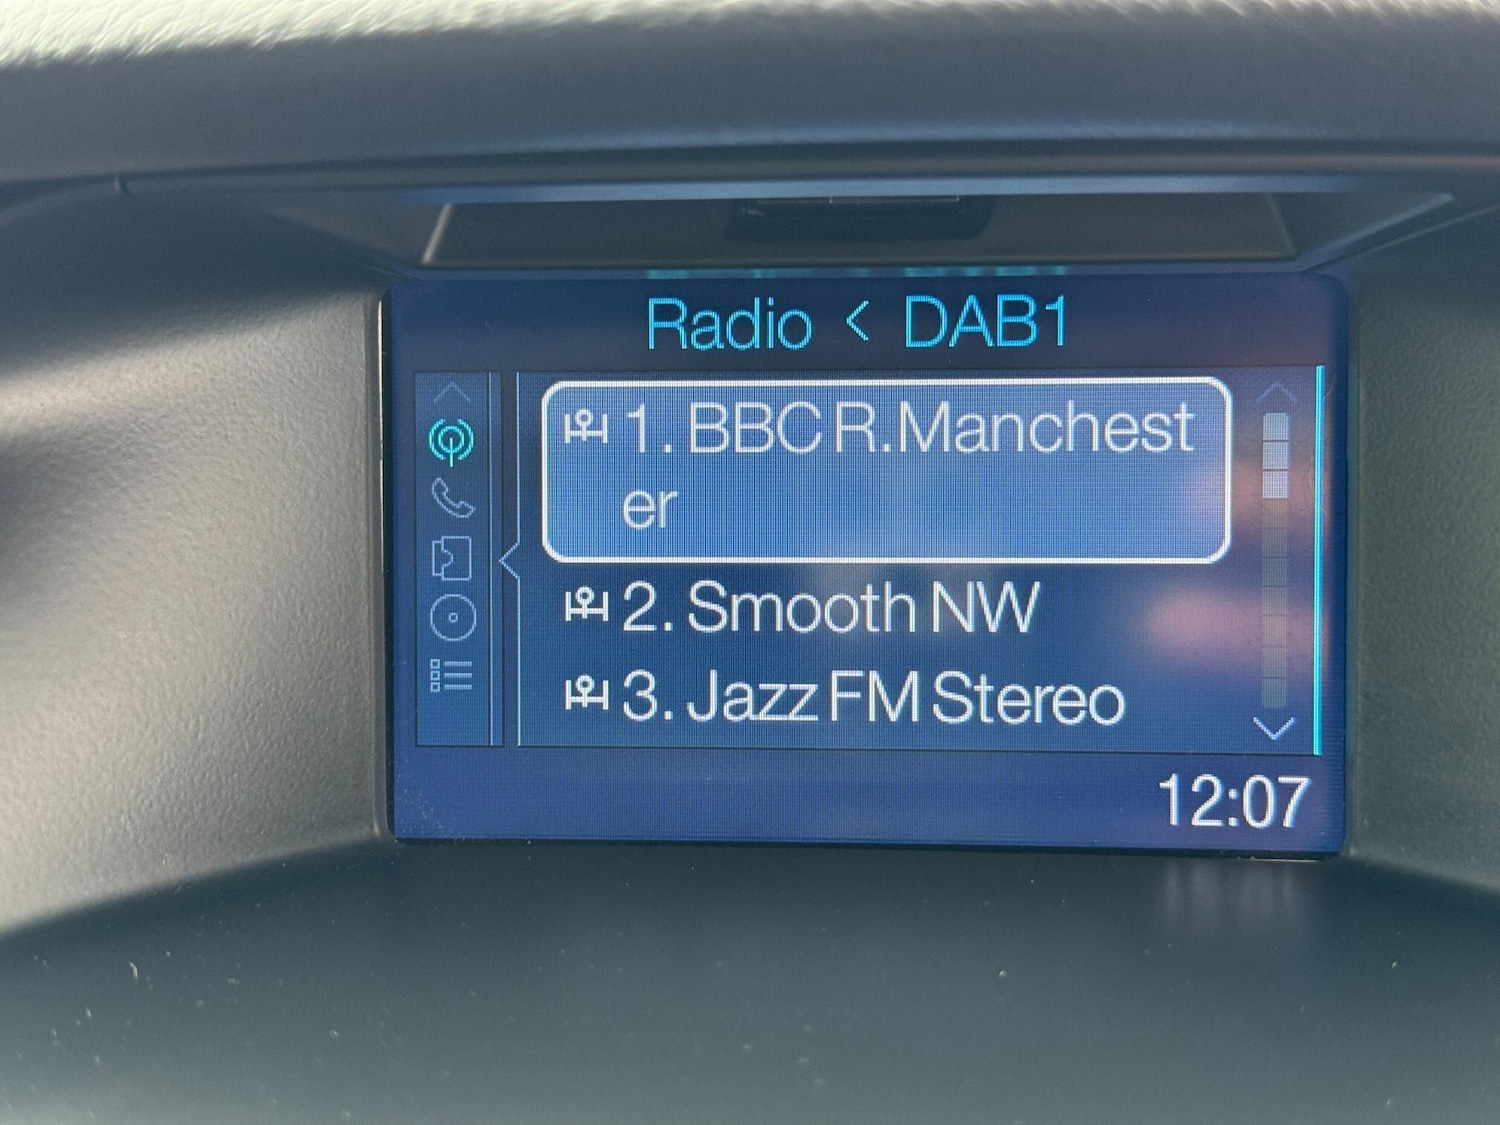 Radio < DAB1
1. BBC R.Manchest
er
2. Smooth NW
3. Jazz FM Stereo
12:07